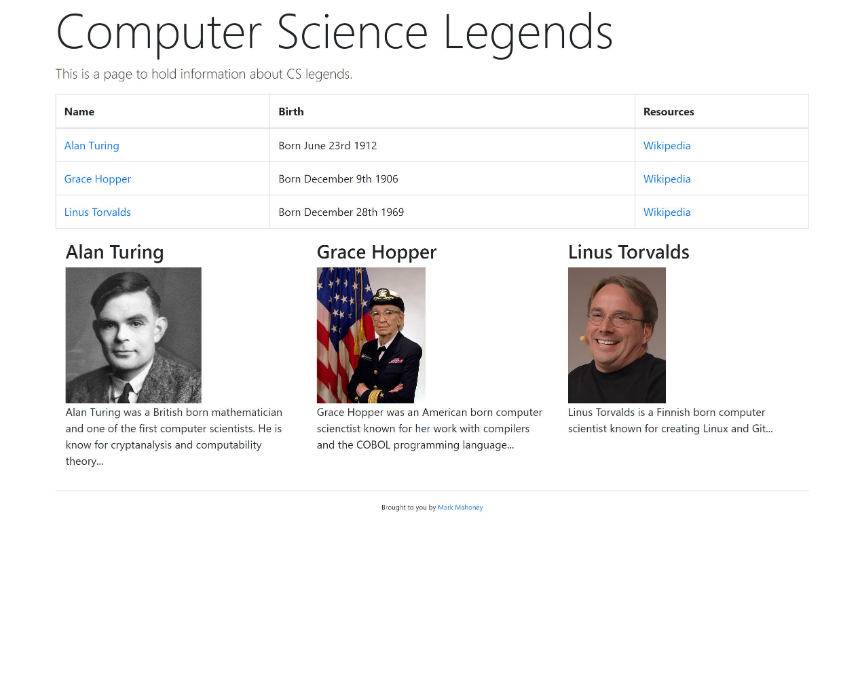 Computer Science Legends
This is a page to hold information about CS legends.
Name Birth Resources
Alan Turing Born June 23rd 1912 Wikipedia
Grace Hopper Born December 9th 1906 Wikipedia
Linus Torvalds Born December 28th 1969 Wikipedia
Alan Turing
Alan Turing was a British born mathematician
and one of the first computer scientists. He is
know for cryptanalysis and computability
theory...
Grace Hopper
Grace Hopper was an American born computer
scienctist known for her work with compilers
and the COBOL programming language...
Linus Torvalds
Linus Torvalds is a Finnish born computer
scientist known for creating Linux and Git...
Brought to you by Mark Mahoney